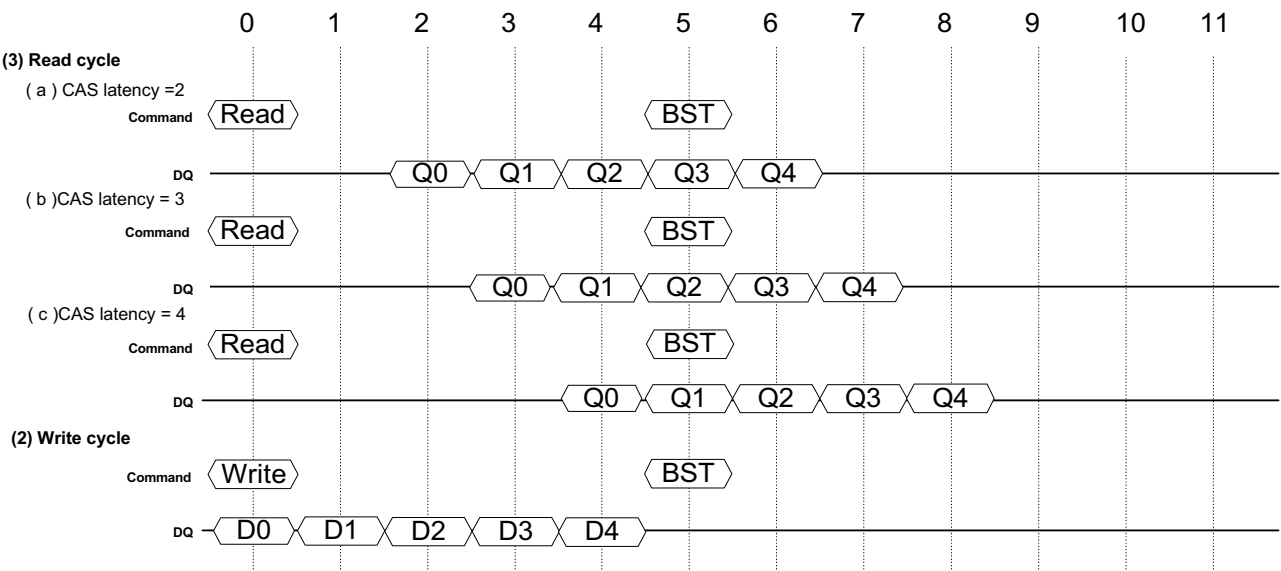 0 1 2 3 4 5 6 7 8 9 10 11
(3) Read cycle
( a ) CAS latency =2
Command Read BST
DQ Q0 Q1 Q2 Q3 Q4
( b )CAS latency = 3
Command Read BST
DQ Q0 Q1 Q2 Q3 Q4
( c )CAS latency = 4
Command Read BST
DQ Q0 Q1 Q2 Q3 Q4
(2) Write cycle
Command Write BST
DQ D0 D1 D2 D3 D4